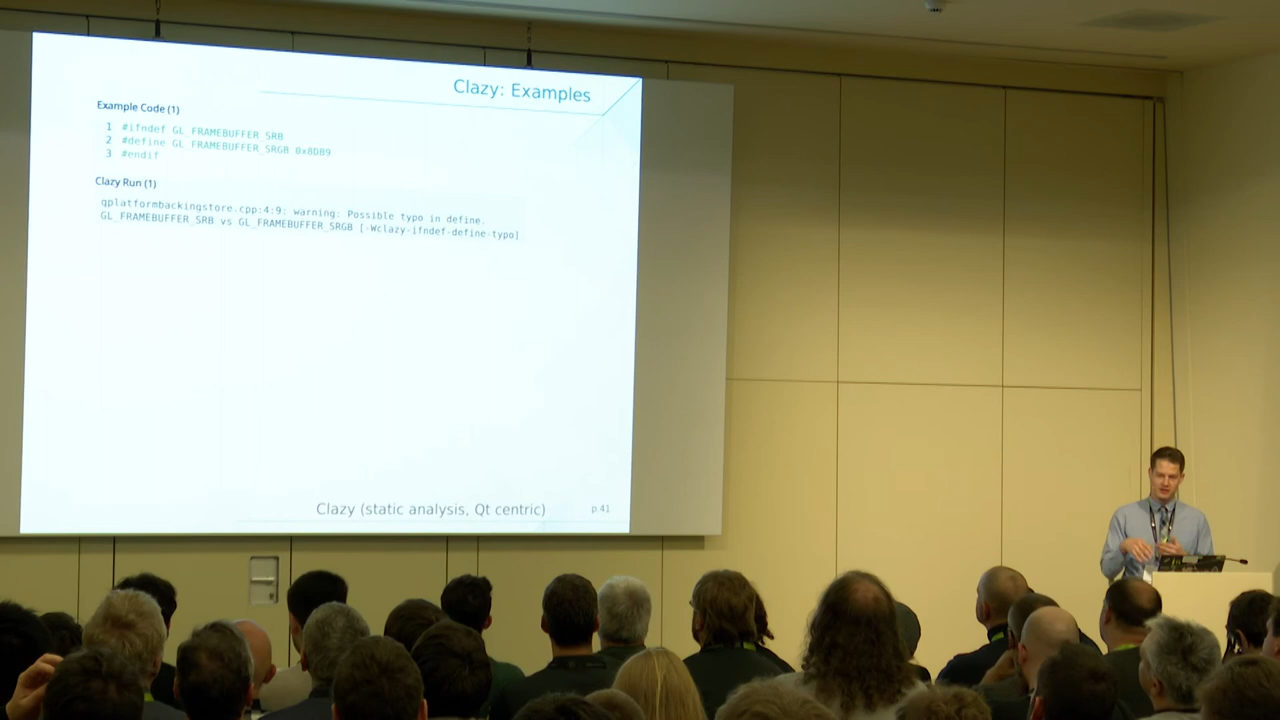 Clazy: Examples
Example Code (1)
1 #ifndef GL_FRAMEBUFFER_SRB
2 #define GL_FRAMEBUFFER_SRGB 0x8DB9
3 #endif
Clazy Run (1)
qplatformbackingstore.cpp:4:9: warning: Possible typo in define.
GL_FRAMEBUFFER_SRB vs GL_FRAMEBUFFER_SRGB [-Wclazy-ifndef-define-typo]
Clazy (static analysis, Qt centric)
p.41